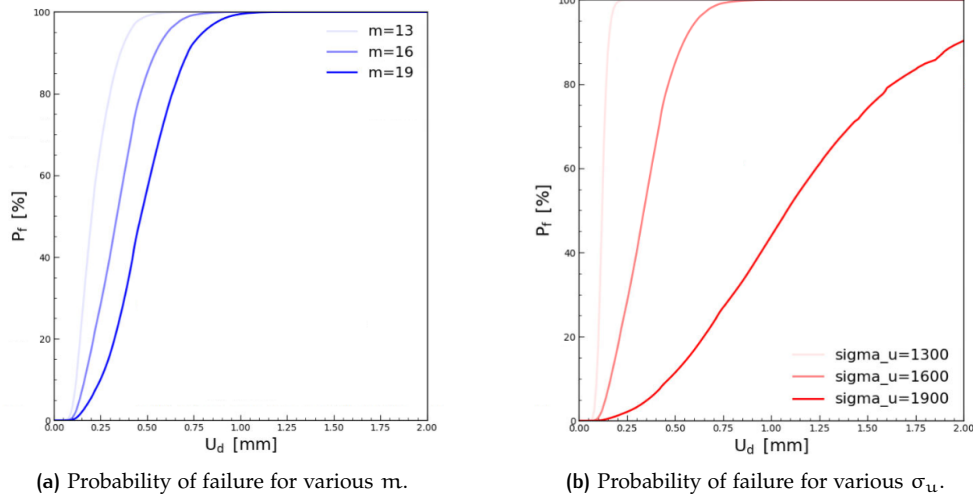 100
80
60
40
20
0
P_f [%]
m=13
m=16
m=19
0.00 0.25 0.50 0.75 1.00 1.25 1.50 1.75 2.00
U_d [mm]
(a) Probability of failure for various m.
100
80
60
40
20
0
P_f [%]
sigma_u=1300
sigma_u=1600
sigma_u=1900
0.00 0.25 0.50 0.75 1.00 1.25 1.50 1.75 2.00
U_d [mm]
(b) Probability of failure for various σ_u.